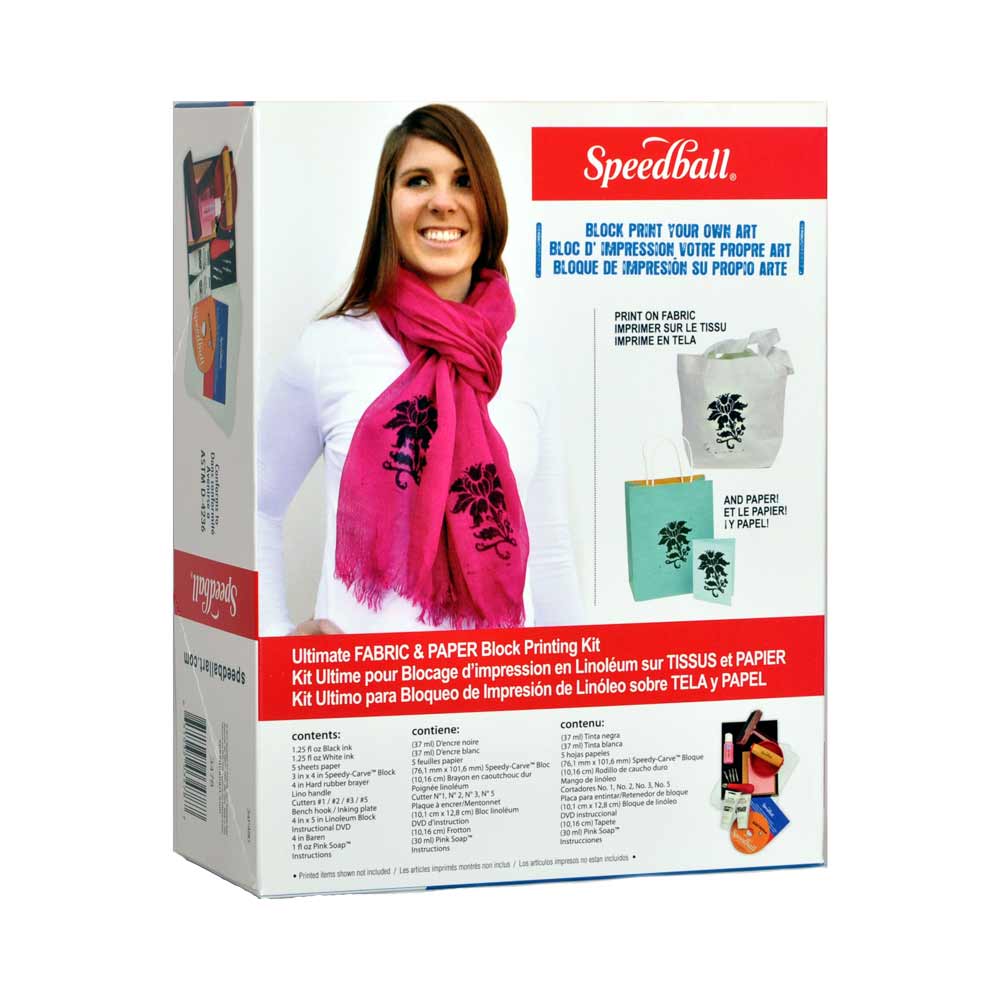 Speedball®
BLOCK PRINT YOUR OWN ART
BLOC D' IMPRESSION VOTRE PROPRE ART
BLOQUE DE IMPRESIÓN SU PROPIO ARTE
PRINT ON FABRIC
IMPRIMER SUR LE TISSU
IMPRIME EN TELA
AND PAPER!
ET LE PAPIER!
¡Y PAPEL!
Ultimate FABRIC & PAPER Block Printing Kit
Kit Ultime pour Blocage d'impression en Linoléum sur TISSUS et PAPIER
Kit Ultimo para Bloqueo de Impresión de Linóleo sobre TELA y PAPEL
contents:
1.25 fl oz Black ink
1.25 fl oz White ink
5 sheets paper
3 in x 4 in Speedy-Carve™ Block
4 in Hard rubber brayer
Lino handle
Cutters #1 / #2 / #3 / #5
Bench hook / Inking plate
4 in x 5 in Linoleum Block
Instructional DVD
4 in Baren
1 fl oz Pink Soap™
Instructions
contiene:
(37 ml) D'encre noire
(37 ml) D'encre blanc
5 feuilles papier
(76,1 mm x 101,6 mm) Speedy-Carve™ Bloc
(10,16 cm) Brayon en caoutchouc dur
Poignée linoléum
Cutter N°1, N° 2, N° 3, N° 5
Plaque à encrer/Mentonnet
(10,1 cm x 12,8 cm) Bloc linoléum
DVD d'instruction
(10,16 cm) Frotton
(30 ml) Pink Soap™
Instructions
contenu:
(37 ml) Tinta negra
(37 ml) Tinta blanca
5 hojas papeles
(76,1 mm x 101,6 mm) Speedy-Carve™ Bloque
(10,16 cm) Rodillo de caucho duro
Mango de linóleo
Cortadores No. 1, No. 2, No. 3, No. 5
Placa para entintar/Retenedor de bloque
(10,1 cm x 12,8 cm) Bloque de linóleo
DVD instruccional
(10,16 cm) Tapete
(30 ml) Pink Soap™
Instrucciones
• Printed items shown not included / Les articles imprimés montrés non inclus / Los artículos impresos no estan incluidos •
Conforms to
ASTM D-4236
Speedball®
speedballart.com